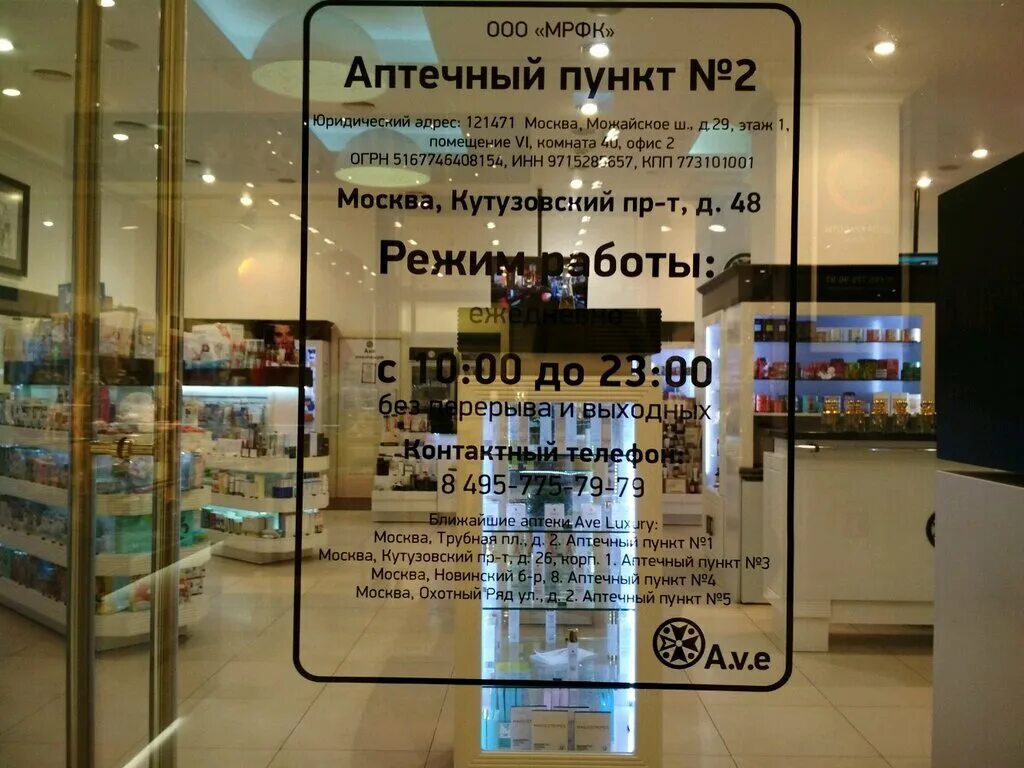 ООО «МРФК»
Аптечный пункт №2
Юридический адрес: 121471 Москва, Можайское ш., д.29, этаж 1,
помещение VI, комната 40, офис 2
ОГРН 5167746408154, ИНН КПП 773101001
Москва, Кутузовский пр-т, д. 48
Режим работы:
ежедневно
с 10:00 до 23:00
без перерыва и выходных
Контактный телефон:
8 495-775-79-79
Ближайшие аптеки Ave Luxury:
Москва, Трубная пл., д. 2. Аптечный пункт №1
Москва, Кутузовский пр-т, д. 26, корп. 1. Аптечный пункт №3
Москва, Новинский б-р, 8. Аптечный пункт №4
Москва, Охотный Ряд ул., д. 2. Аптечный пункт №5
A.v.e